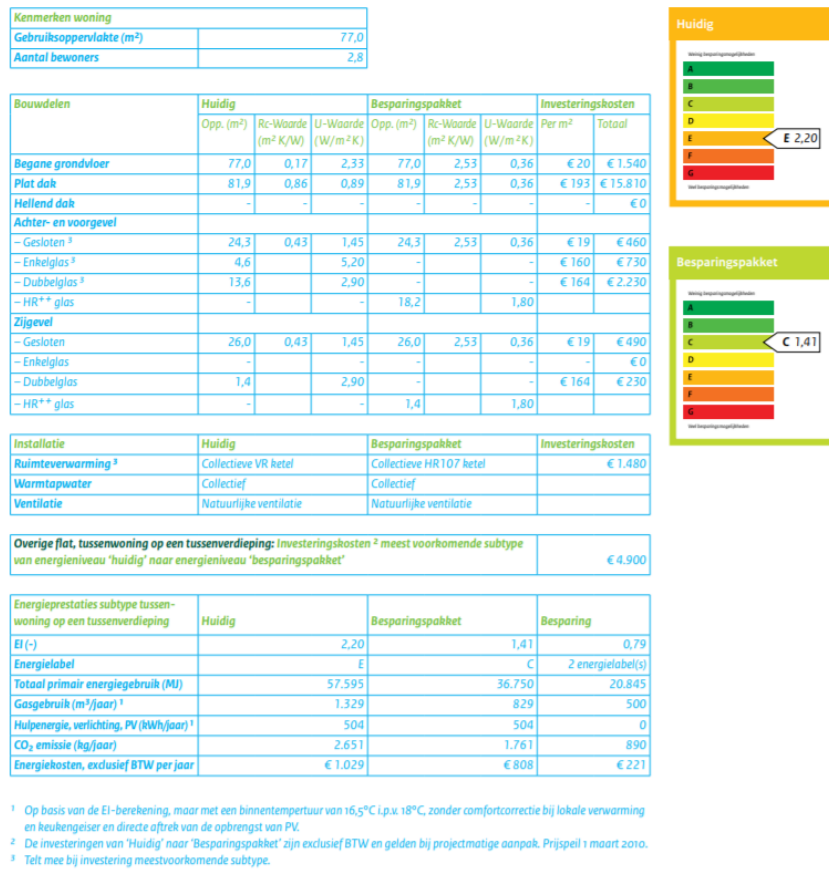 Kenmerken woning
Gebruiksoppervlakte (m²) 77,0
Aantal bewoners 2,8
Bouwdelen Huidig Besparingspakket Investeringskosten
Opp. (m²) Rc-Waarde (m² K/W) U-Waarde (W/m²K) Opp. (m²) Rc-Waarde (m² K/W) U-Waarde (W/m²K) Per m² Totaal
Begane grondvloer 77,0 0,17 2,33 77,0 2,53 0,36 € 20 € 1.540
Plat dak 81,9 0,86 0,89 81,9 2,53 0,36 € 193 € 15.810
Hellend dak - - - - - - - € 0
Achter- en voorgevel
– Gesloten ³ 24,3 0,43 1,45 24,3 2,53 0,36 € 19 € 460
– Enkelglas ³ 4,6 5,20 - - € 160 € 730
– Dubbelglas ³ 13,6 2,90 - - € 164 € 2.230
– HR⁺⁺ glas - - 18,2 1,80
Zijgevel
– Gesloten 26,0 0,43 1,45 26,0 2,53 0,36 € 19 € 490
– Enkelglas - - - - - € 0
– Dubbelglas 1,4 2,90 - - € 164 € 230
– HR⁺⁺ glas - - 1,4 1,80
Installatie Huidig Besparingspakket Investeringskosten
Ruimteverwarming ³ Collectieve VR ketel Collectieve HR107 ketel € 1.480
Warmtapwater Collectief Collectief
Ventilatie Natuurlijke ventilatie Natuurlijke ventilatie
Overige flat, tussenwoning op een tussenverdieping: Investeringskosten ² meest voorkomende subtype
van energieniveau 'huidig' naar energieniveau 'besparingspakket' € 4.900
Energieprestaties subtype tussen-
woning op een tussenverdieping Huidig Besparingspakket Besparing
EI (-) 2,20 1,41 0,79
Energielabel E C 2 energielabel(s)
Totaal primair energiegebruik (MJ) 57.595 36.750 20.845
Gasgebruik (m³/jaar) ¹ 1.329 829 500
Hulpenergie, verlichting, PV (kWh/jaar) ¹ 504 504 0
CO₂ emissie (kg/jaar) 2.651 1.761 890
Energiekosten, exclusief BTW per jaar € 1.029 € 808 € 221
¹ Op basis van de EI-berekening, maar met een binnentempertuur van 16,5°C i.p.v. 18°C, zonder comfortcorrectie bij lokale verwarming
en keukengeiser en directe aftrek van de opbrengst van PV.
² De investeringen van 'Huidig' naar 'Besparingspakket' zijn exclusief BTW en gelden bij projectmatige aanpak. Prijspeil 1 maart 2010.
³ Telt mee bij investering meestvoorkomende subtype.
Huidig
Weinig besparingsmogelijkheden
A
B
C
D
E E 2,20
F
G
Veel besparingsmogelijkheden
Besparingspakket
Weinig besparingsmogelijkheden
A
B
C C 1,41
D
E
F
G
Veel besparingsmogelijkheden